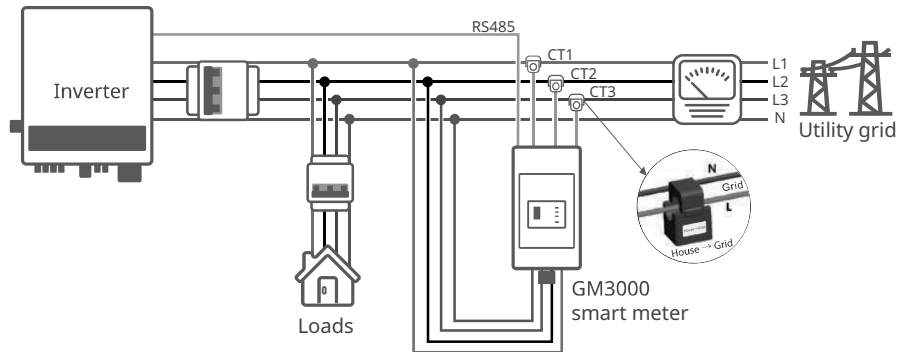 RS485
CT1
L1
CT2
L2
Inverter
CT3
L3
N
Utility grid
N
Grid
L
House → Grid
GM3000
smart meter
Loads